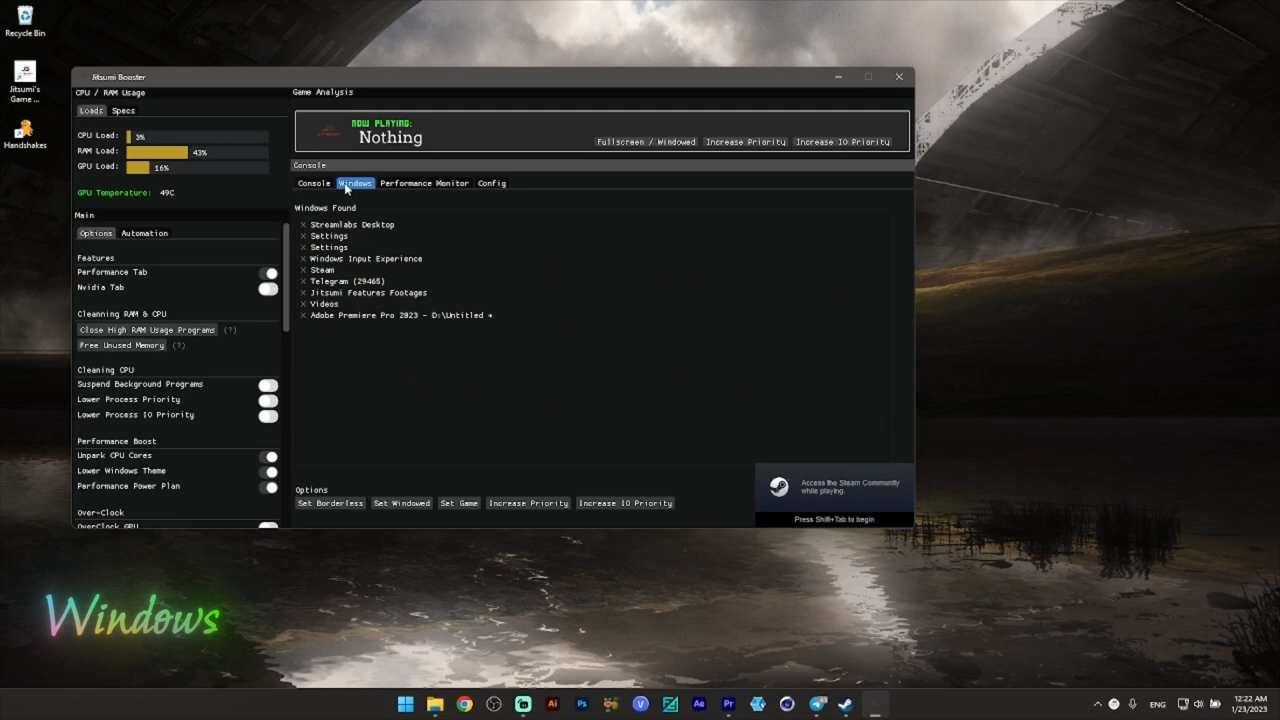 Recycle Bin
Jitsumi's
Game ...
Handshakes
Jitsumi Booster
CPU / RAM Usage
Loads Specs
CPU Load: 3%
RAM Load: 43%
GPU Load: 16%
GPU Temperature: 49C
Main
Options Automation
Features
Performance Tab
Nvidia Tab
Cleanning RAM & CPU
Close High RAM Usage Programs (?)
Free Unused Memory (?)
Cleaning CPU
Suspend Background Programs
Lower Process Priority
Lower Process IO Priority
Performance Boost
Unpark CPU Cores
Lower Windows Theme
Performance Power Plan
Over-Clock
OverClock GPU
Game Analysis
NOW PLAYING:
Nothing
Fullscreen / Windowed Increase Priority Increase IO Priority
Console
Console Windows Performance Monitor Config
Windows Found
X Streamlabs Desktop
X Settings
X Settings
X Windows Input Experience
X Steam
X Telegram (29465)
X Jitsumi Features Footages
X Videos
X Adobe Premiere Pro 2023 - D:\Untitled *
Options
Set Borderless Set Windowed Set Game Increase Priority Increase IO Priority
Access the Steam Community
while playing.
Press Shift+Tab to begin
Windows
Ai Ps V Ae Pr
ENG
12:22 AM
1/23/2023